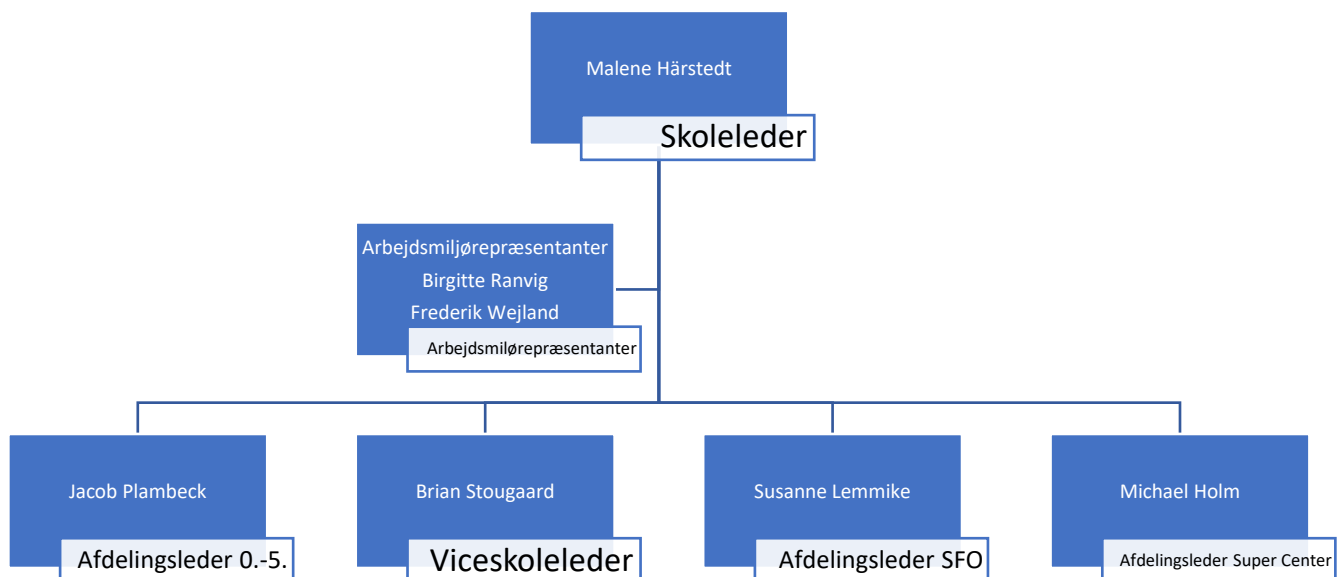 Malene Härstedt
Skoleleder
Arbejdsmiljørepræsentanter
Birgitte Ranvig
Frederik Wejland
Arbejdsmilørepræsentanter
Jacob Plambeck
Afdelingsleder 0.-5.
Brian Stougaard
Viceskoleleder
Susanne Lemmike
Afdelingsleder SFO
Michael Holm
Afdelingsleder Super Center